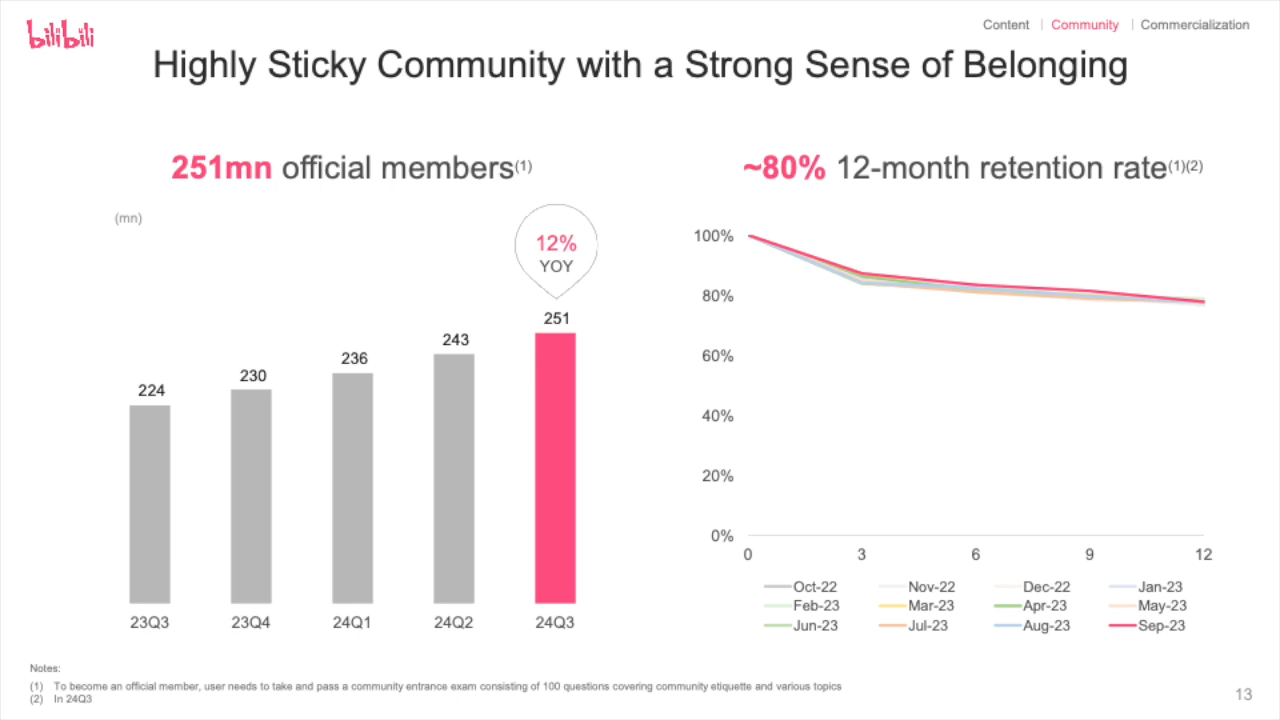 bilibili
Content | Community | Commercialization
Highly Sticky Community with a Strong Sense of Belonging
251mn official members(1)
(mn)
12%
YOY
224
230
236
243
251
23Q3
23Q4
24Q1
24Q2
24Q3
~80% 12-month retention rate(1)(2)
100%
80%
60%
40%
20%
0%
0 3 6 9 12
Oct-22 Nov-22 Dec-22 Jan-23
Feb-23 Mar-23 Apr-23 May-23
Jun-23 Jul-23 Aug-23 Sep-23
Notes:
(1) To become an official member, user needs to take and pass a community entrance exam consisting of 100 questions covering community etiquette and various topics
(2) In 24Q3
13